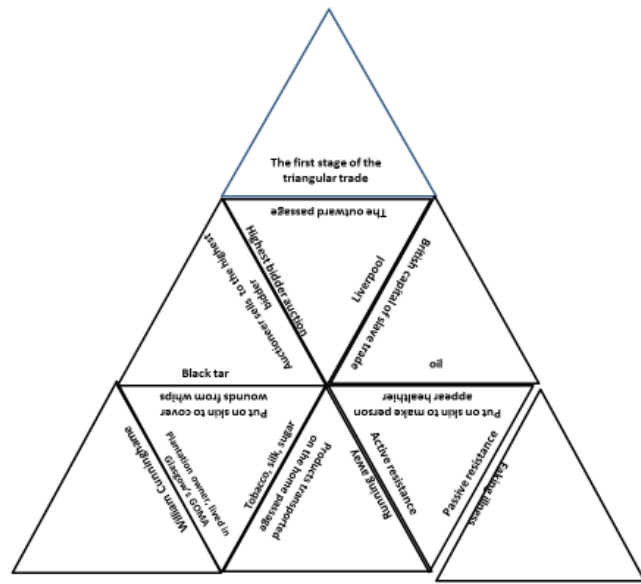 The first stage of the
triangular trade
The outward passage
Highest bidder auction
Auctioneer sells to the highest
bidder
Liverpool
British capital of slave trade
Black tar
oil
Put on skin to cover
wounds from whips
Put on skin to make person
appear healthier
William Cunninghame
Plantation owner, lived in
Glasgow's GOMA
Tobacco, silk, sugar
Products transported
on the home passage
Running away
Active resistance
Passive resistance
Faking illness